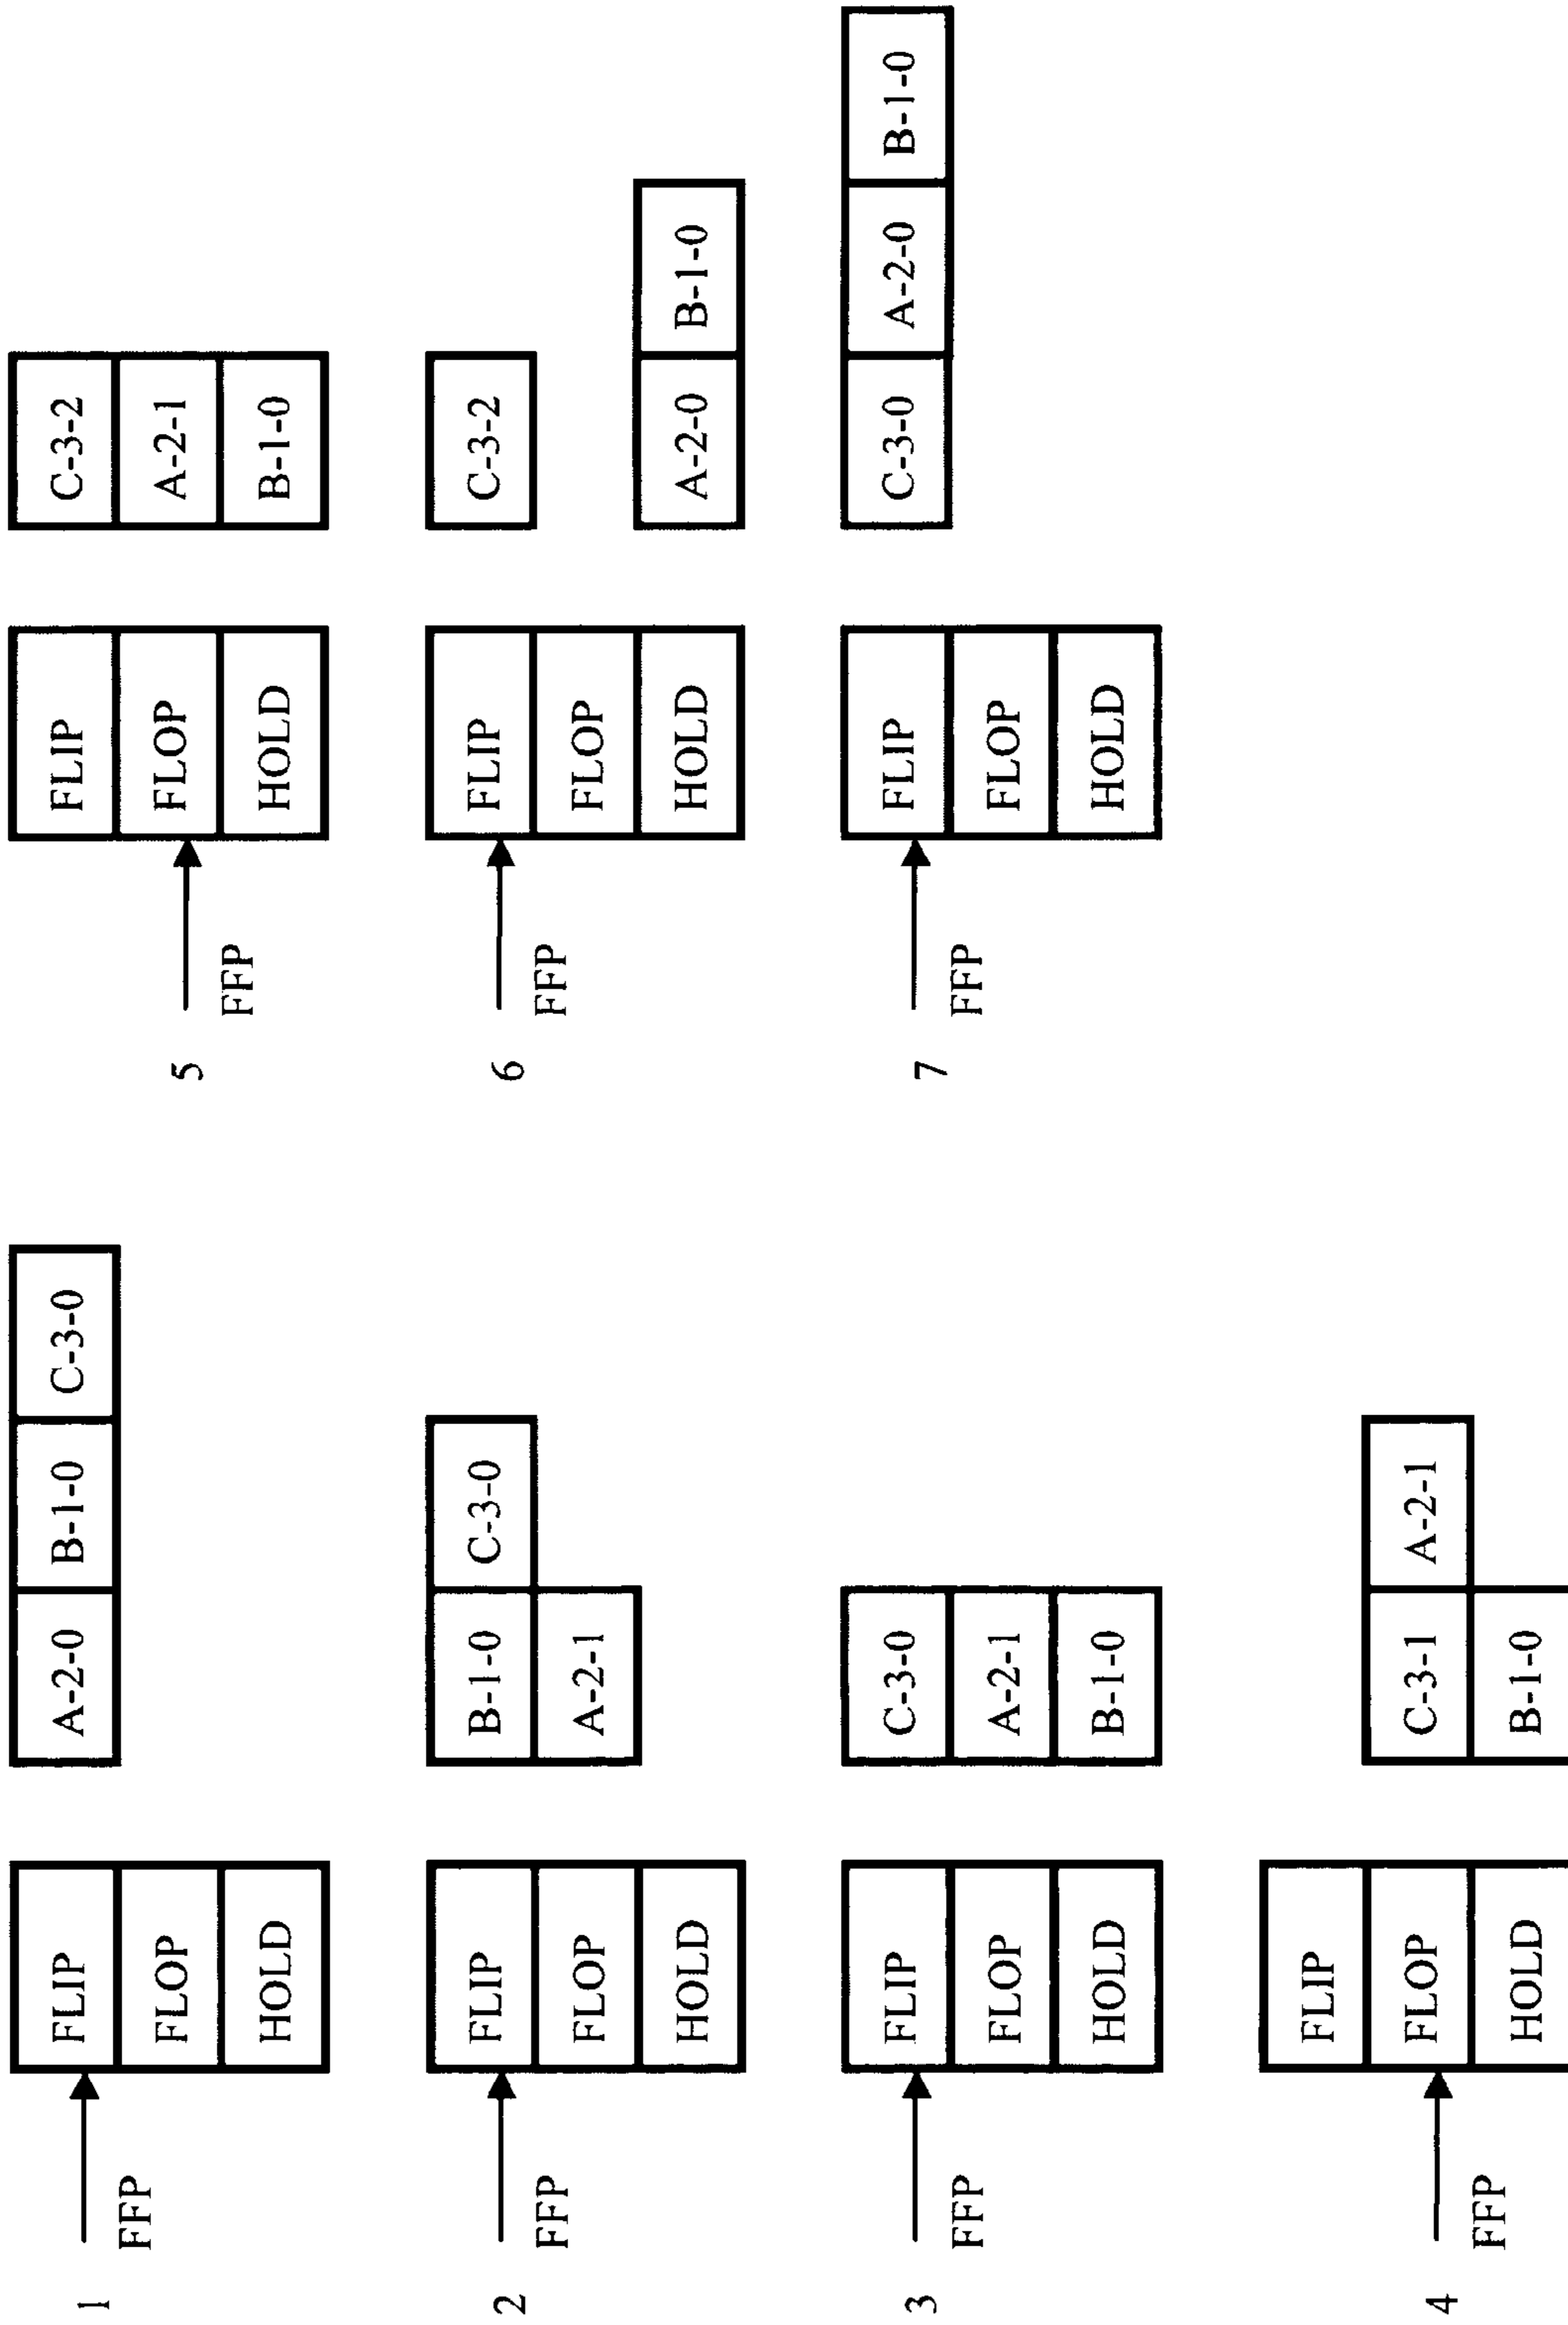 1
FFP
FLIP
FLOP
HOLD
A-2-0 B-1-0 C-3-0
2
FFP
FLIP
FLOP
HOLD
B-1-0 C-3-0
A-2-1
3
FFP
FLIP
FLOP
HOLD
C-3-0
A-2-1
B-1-0
4
FFP
FLIP
FLOP
HOLD
C-3-1 A-2-1
B-1-0
5
FFP
FLIP
FLOP
HOLD
C-3-2
A-2-1
B-1-0
6
FFP
FLIP
FLOP
HOLD
C-3-2
A-2-0 B-1-0
7
FFP
FLIP
FLOP
HOLD
C-3-0 A-2-0 B-1-0